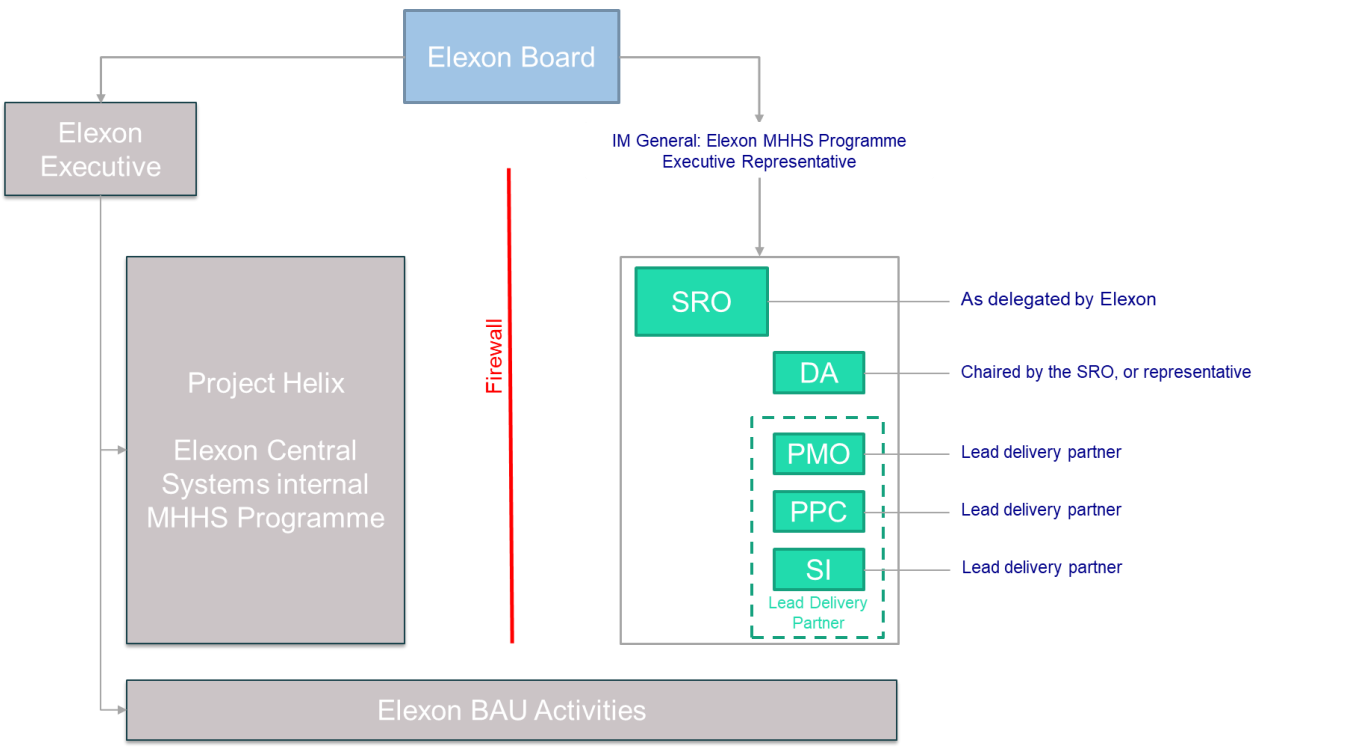 Elexon Board
Elexon
Executive
IM General: Elexon MHHS Programme
Executive Representative
Firewall
Project Helix
Elexon Central
Systems internal
MHHS Programme
SRO
As delegated by Elexon
DA
Chaired by the SRO, or representative
PMO
Lead delivery partner
PPC
Lead delivery partner
SI
Lead delivery partner
Lead Delivery
Partner
Elexon BAU Activities